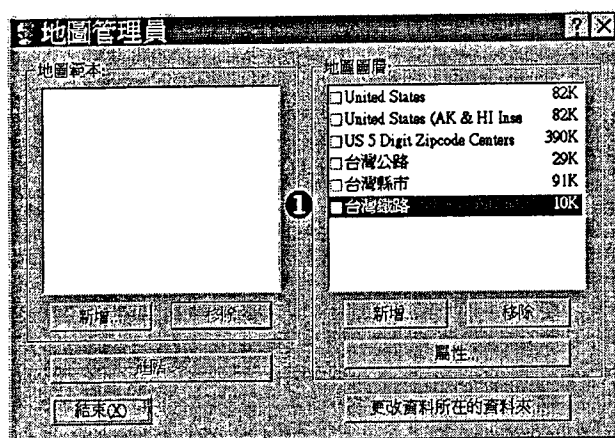 地圖管理員
地圖範本:
地圖圖層:
United States 82K
United States (AK & HI Inse 82K
US 5 Digit Zipcode Centers 390K
台灣公路 29K
台灣縣市 91K
❶
台灣鐵路 10K
新增...
移除...
新增...
移除
屬性...
結束(X)
更改資料所在的資料夾